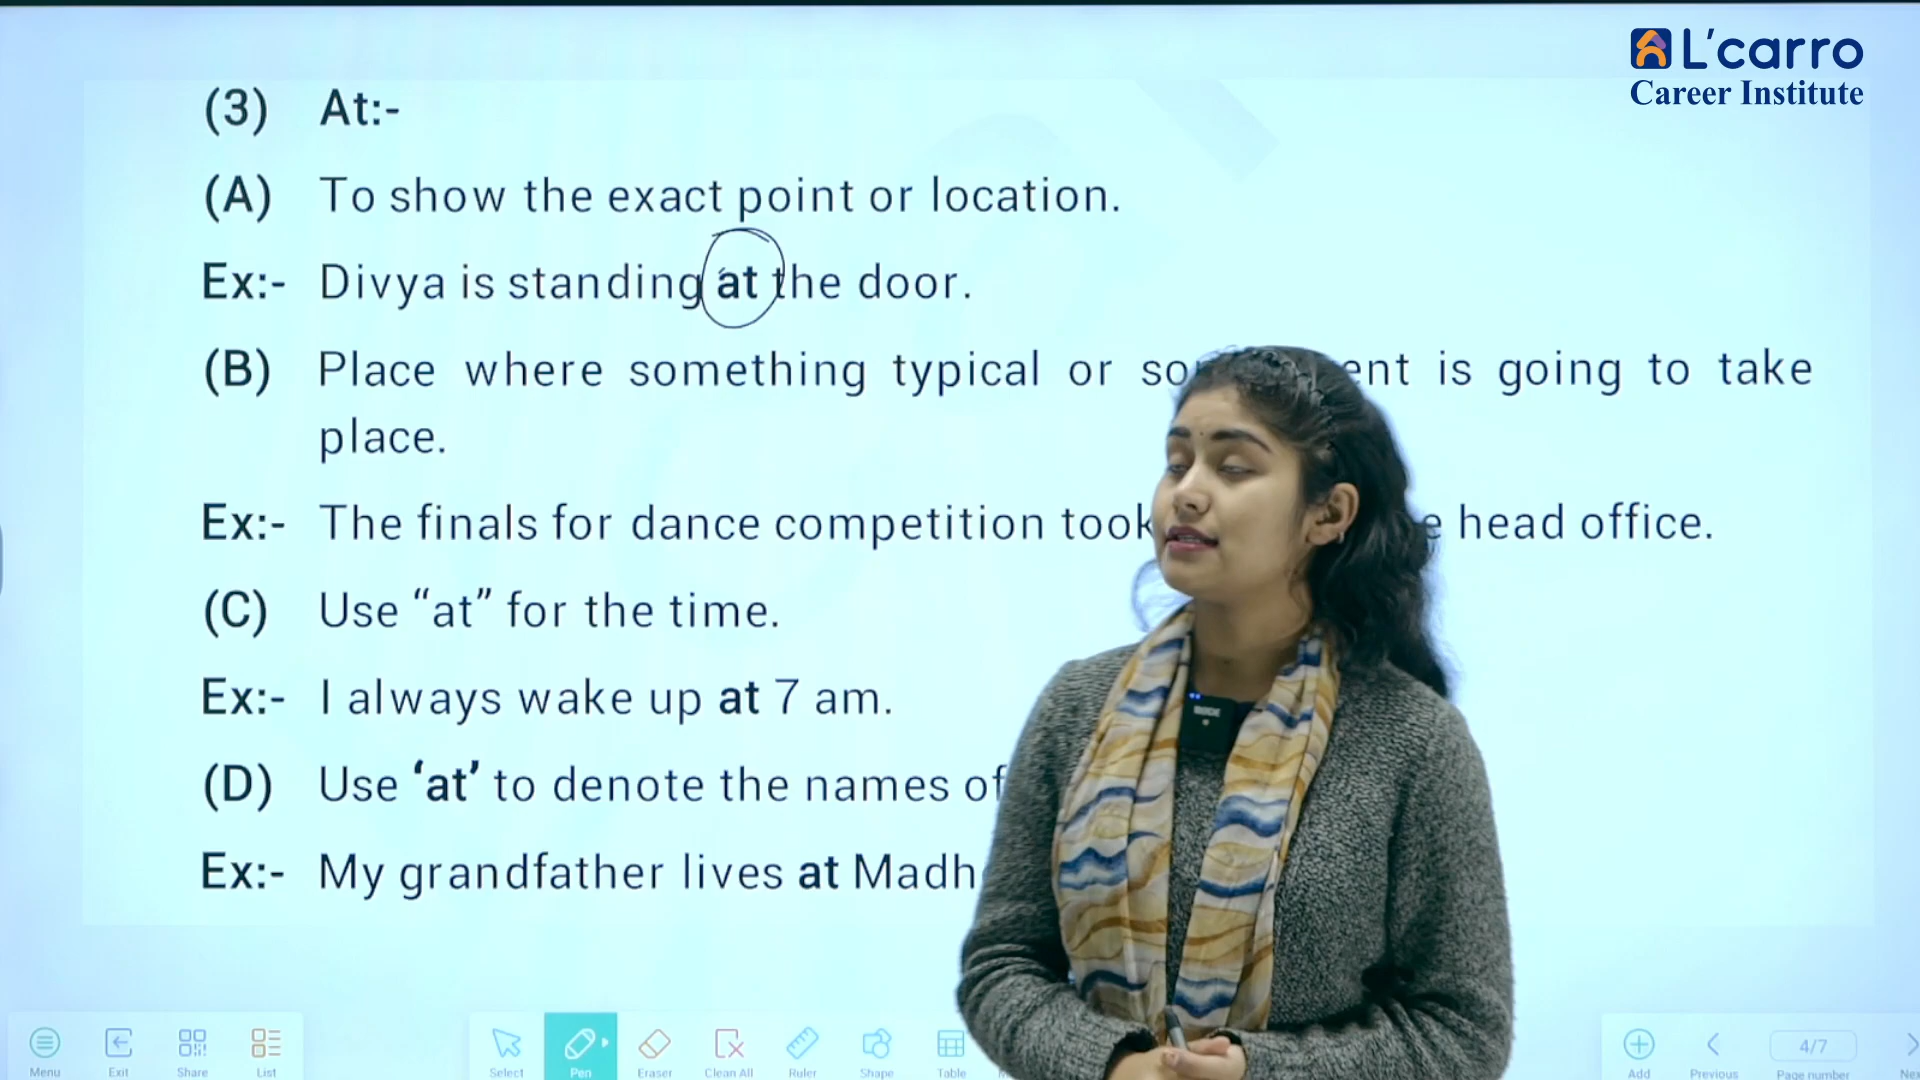 L'carro
Career Institute
(3) At:-
(A) To show the exact point or location.
Ex:- Divya is standing at the door.
(B) Place where something typical or is going to take
place.
Ex:- The finals for dance competition took head office.
(C) Use “at” for the time.
Ex:- I always wake up at 7 am.
(D) Use ‘at’ to denote the names of
Ex:- My grandfather lives at
Menu Exit Share List Select Pen Eraser Clean All Ruler Shape Table Add Previous 4/7 Page number